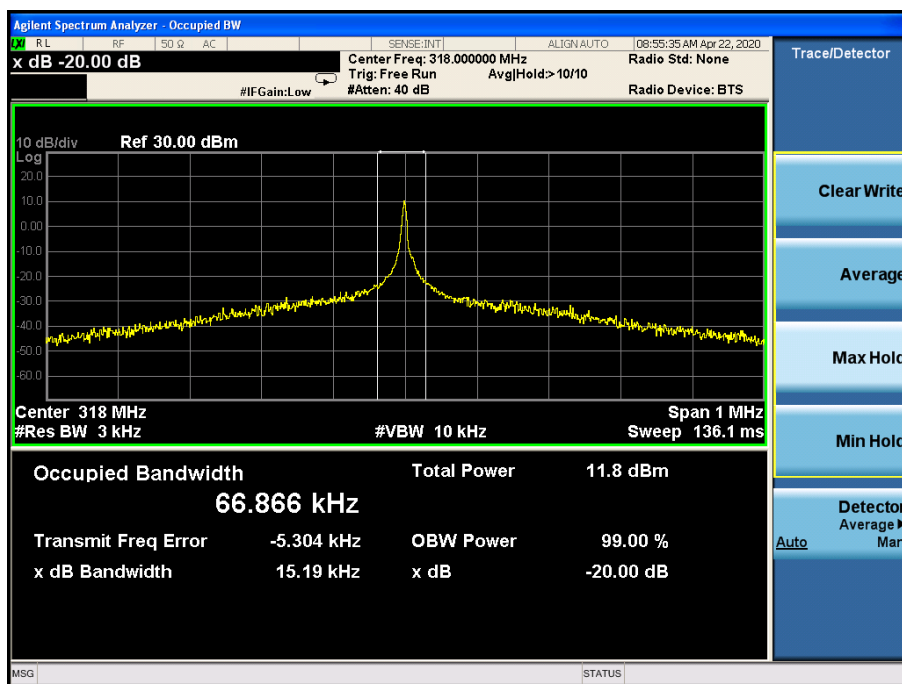 Agilent Spectrum Analyzer - Occupied BW
LXI RL RF 50 Ω AC SENSE:INT ALIGN AUTO 08:55:35 AM Apr 22, 2020
x dB -20.00 dB
Center Freq: 318.000000 MHz
Radio Std: None
Trig: Free Run Avg|Hold:> 10/10
#IFGain:Low #Atten: 40 dB Radio Device: BTS
10 dB/div Ref 30.00 dBm
Log
20.0
10.0
0.00
-10.0
-20.0
-30.0
-40.0
-50.0
-60.0
Center 318 MHz Span 1 MHz
#Res BW 3 kHz #VBW 10 kHz Sweep 136.1 ms
Occupied Bandwidth Total Power 11.8 dBm
66.866 kHz
Transmit Freq Error -5.304 kHz OBW Power 99.00 %
x dB Bandwidth 15.19 kHz x dB -20.00 dB
MSG STATUS
Trace/Detector
Clear Write
Average
Max Hold
Min Hold
Detector
Average
Auto Man